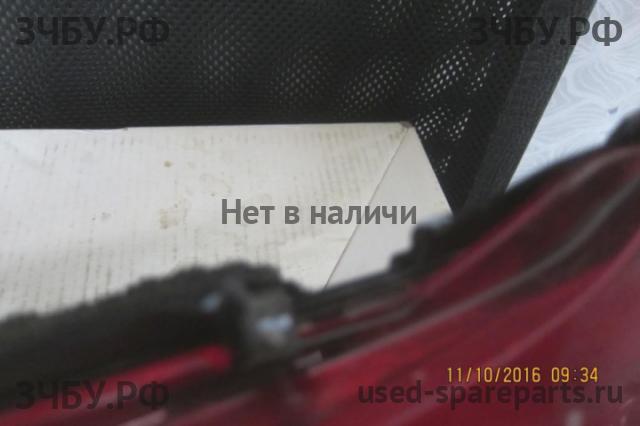 ЗЧБУ.РФ ЗЧБУ.РФ
Нет в наличи
11/10/2016 09:34
ЗЧБУ.РФ used-spareparts.ru